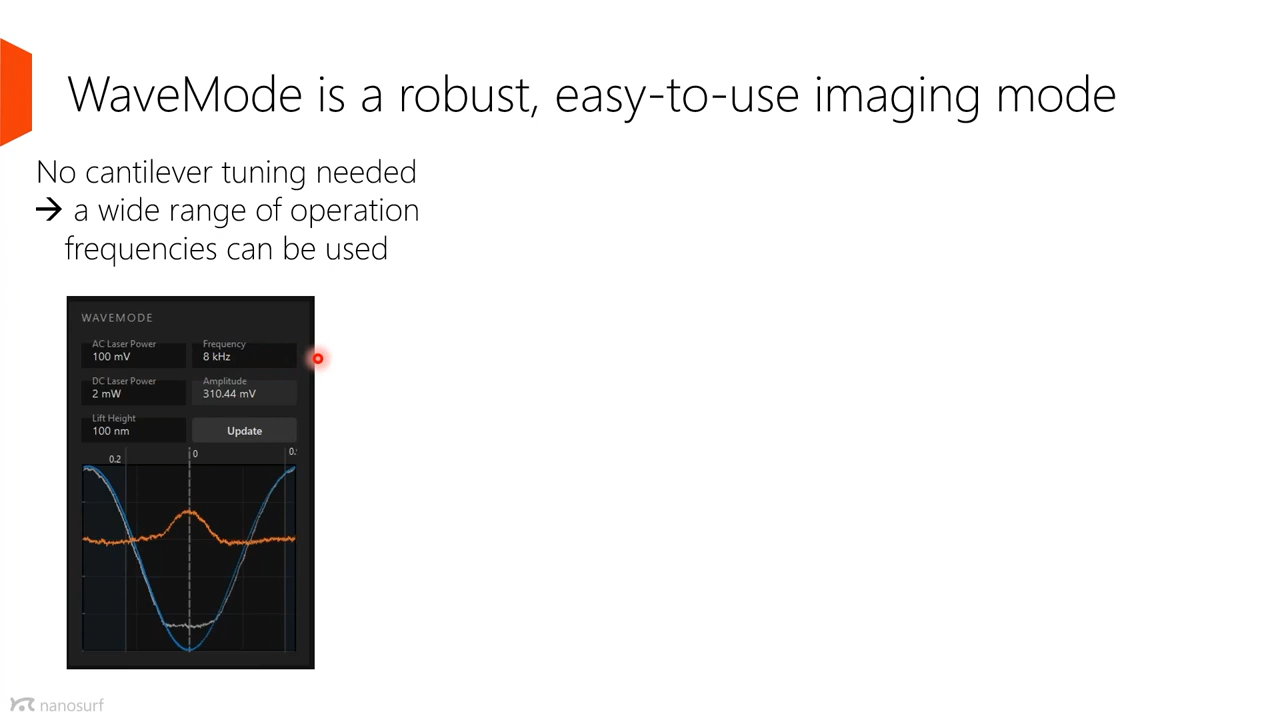 WaveMode is a robust, easy-to-use imaging mode
No cantilever tuning needed
→ a wide range of operation
frequencies can be used
WAVEMODE
AC Laser Power
100 mV
Frequency
8 kHz
DC Laser Power
2 mW
Amplitude
310.44 mV
Lift Height
100 nm
Update
0.2
0
nanosurf